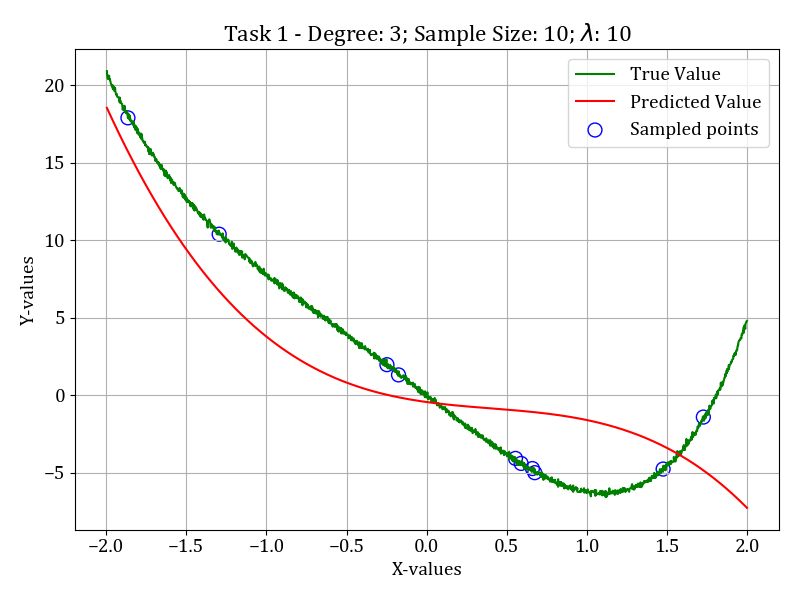 Task 1 - Degree: 3; Sample Size: 10; λ: 10
True Value
Predicted Value
Sampled points
Y-values
20
15
10
5
0
−5
−2.0 −1.5 −1.0 −0.5 0.0 0.5 1.0 1.5 2.0
X-values